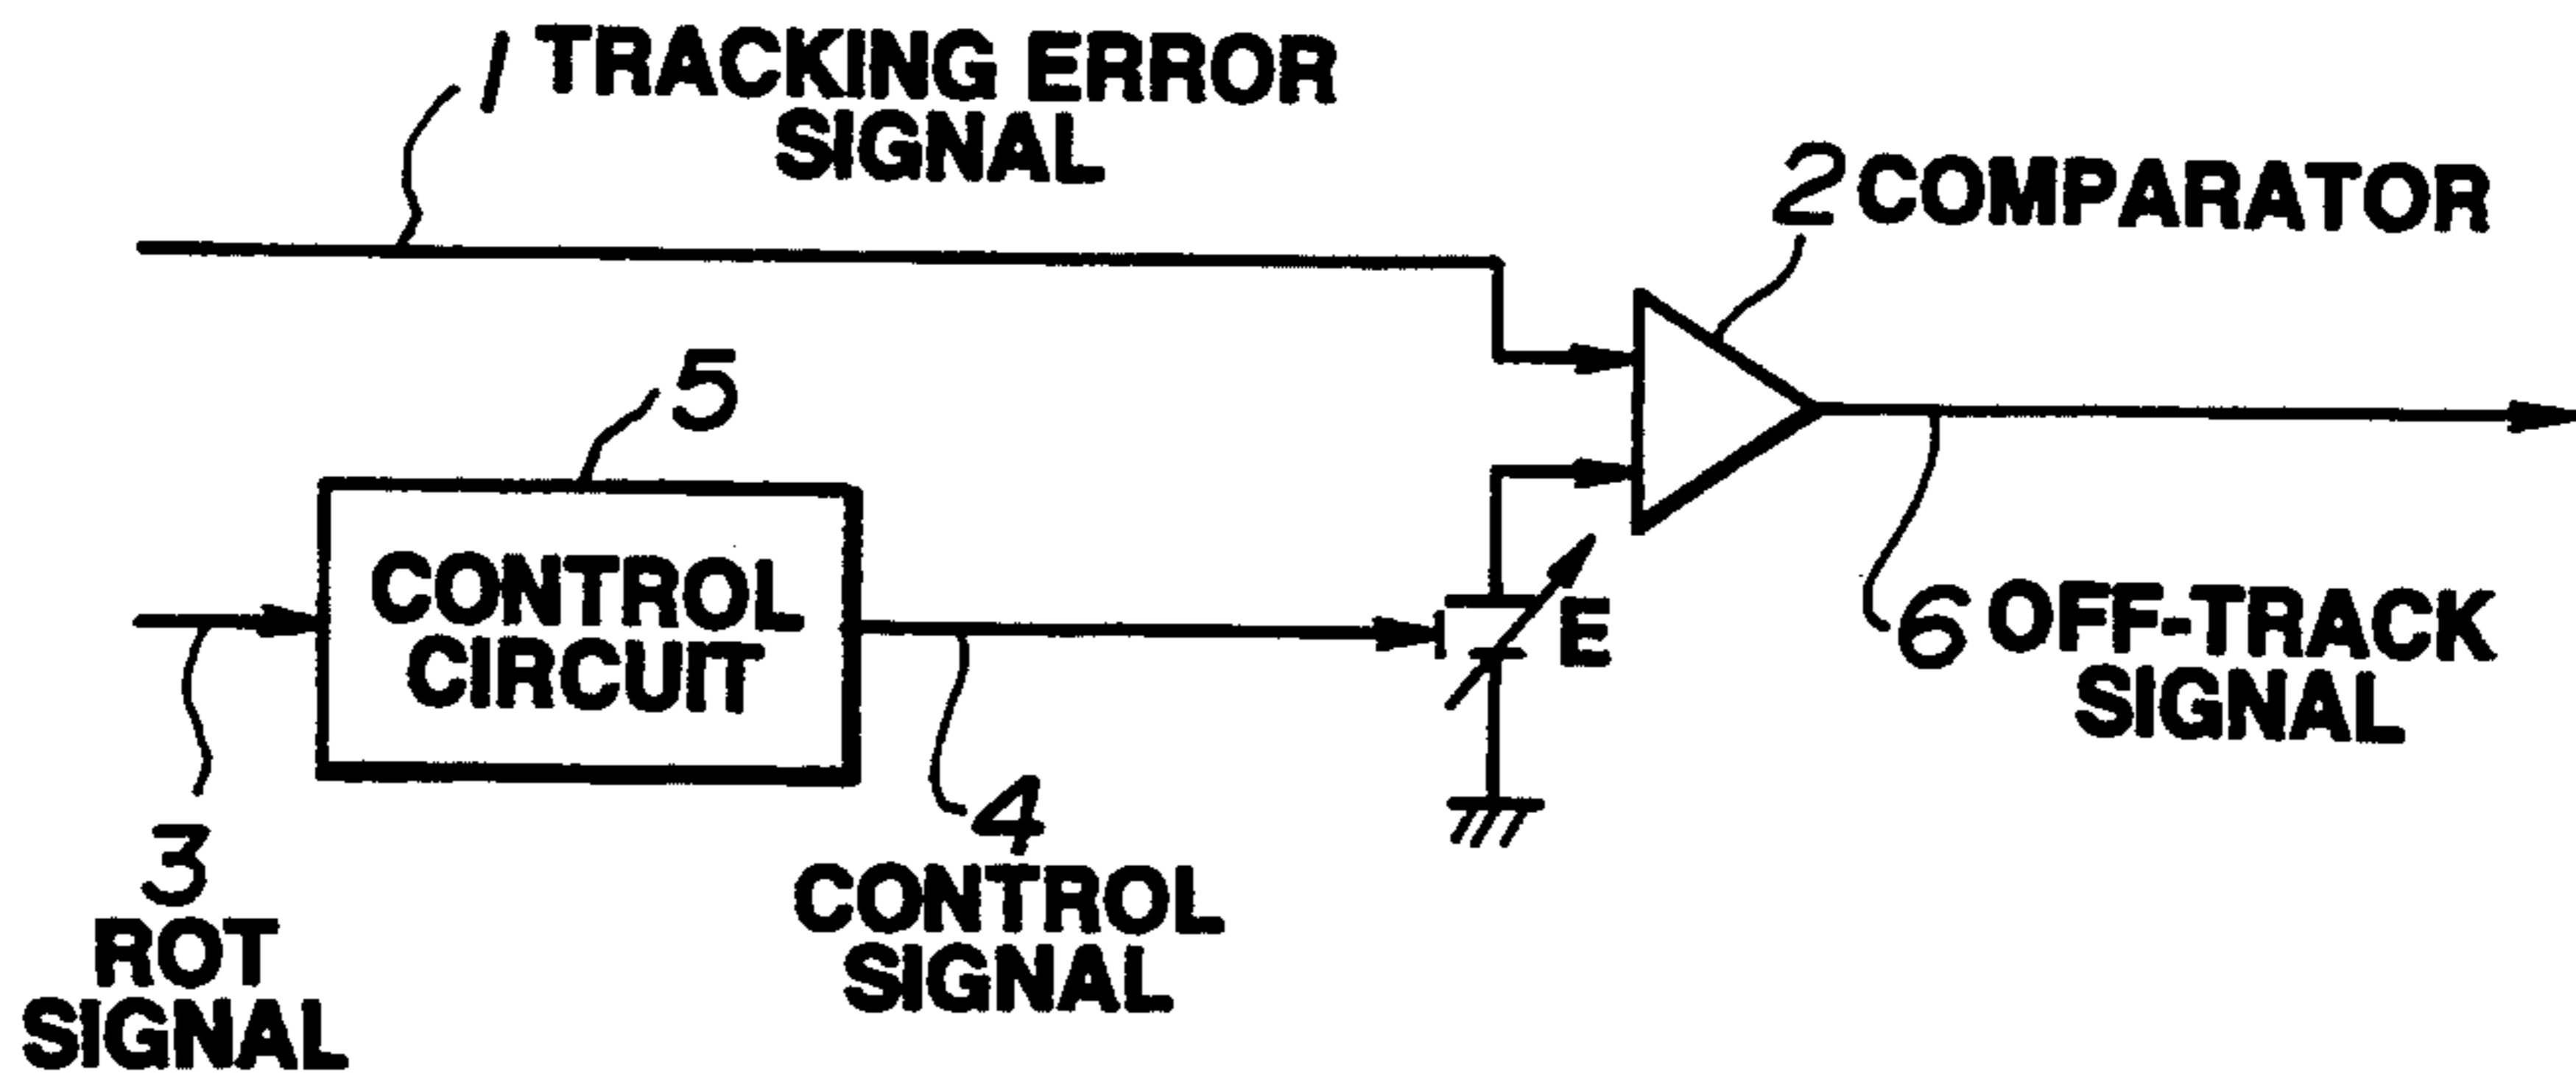 1 TRACKING ERROR
SIGNAL
2 COMPARATOR
5
CONTROL
CIRCUIT
E
6 OFF-TRACK
SIGNAL
3
ROT
SIGNAL
4
CONTROL
SIGNAL